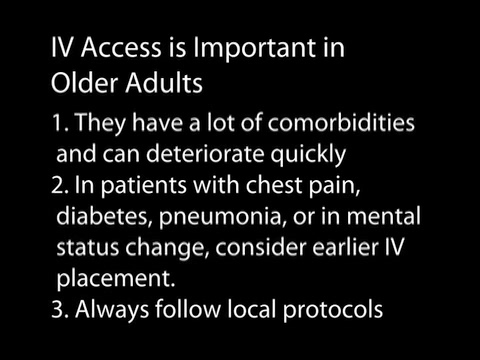 IV Access is Important in
Older Adults
1. They have a lot of comorbidities
and can deteriorate quickly
2. In patients with chest pain,
diabetes, pneumonia, or in mental
status change, consider earlier IV
placement.
3. Always follow local protocols